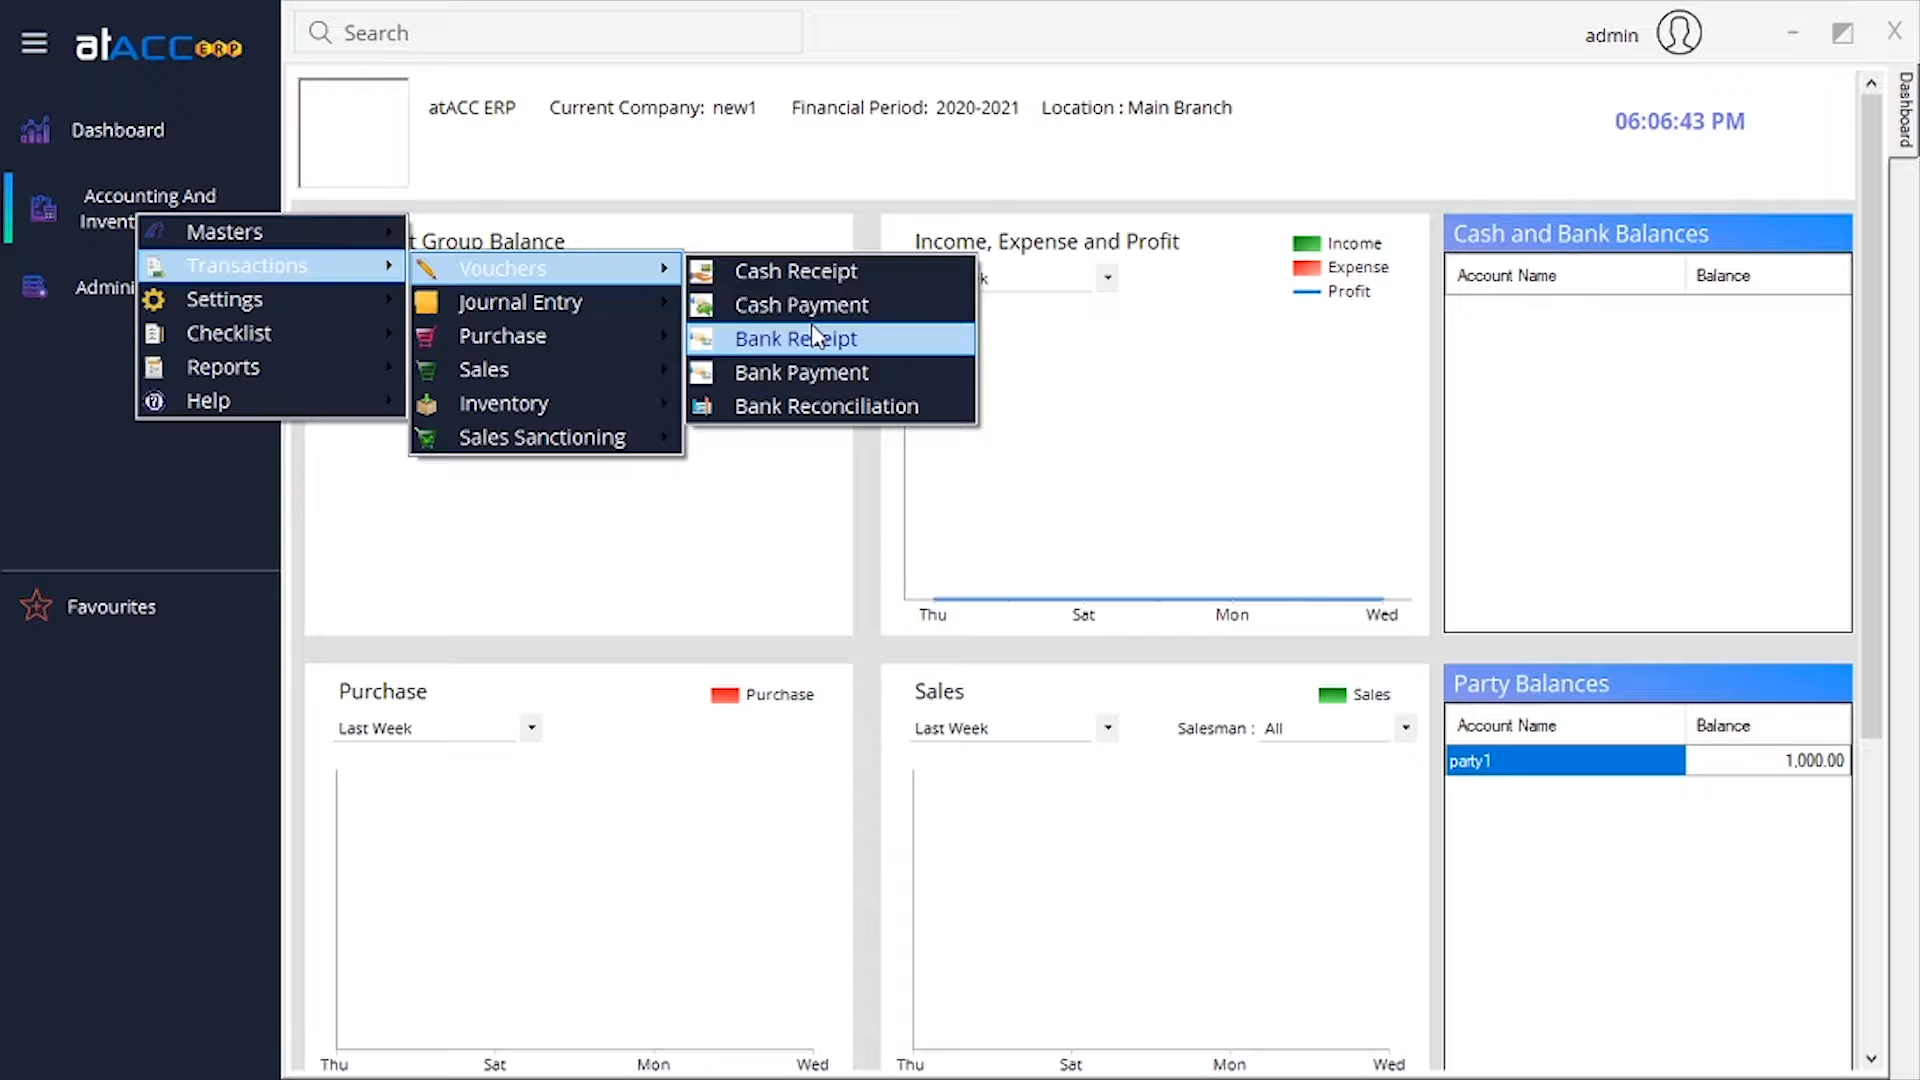 atACC ERP
Search
admin
X
Dashboard
Accounting And
Invent
Admini
Favourites
atACC ERP Current Company: new1 Financial Period: 2020-2021 Location : Main Branch
06:06:43 PM
Dashboard
Masters
Transactions
Settings
Checklist
Reports
Help
Vouchers
Journal Entry
Purchase
Sales
Inventory
Sales Sanctioning
Cash Receipt
Cash Payment
Bank Receipt
Bank Payment
Bank Reconciliation
t Group Balance
Income, Expense and Profit
k
Income
Expense
Profit
Thu Sat Mon Wed
Cash and Bank Balances
Account Name Balance
Purchase
Purchase
Last Week
Thu Sat Mon Wed
Sales
Sales
Last Week
Salesman : All
Thu Sat Mon Wed
Party Balances
Account Name Balance
party1 1,000.00